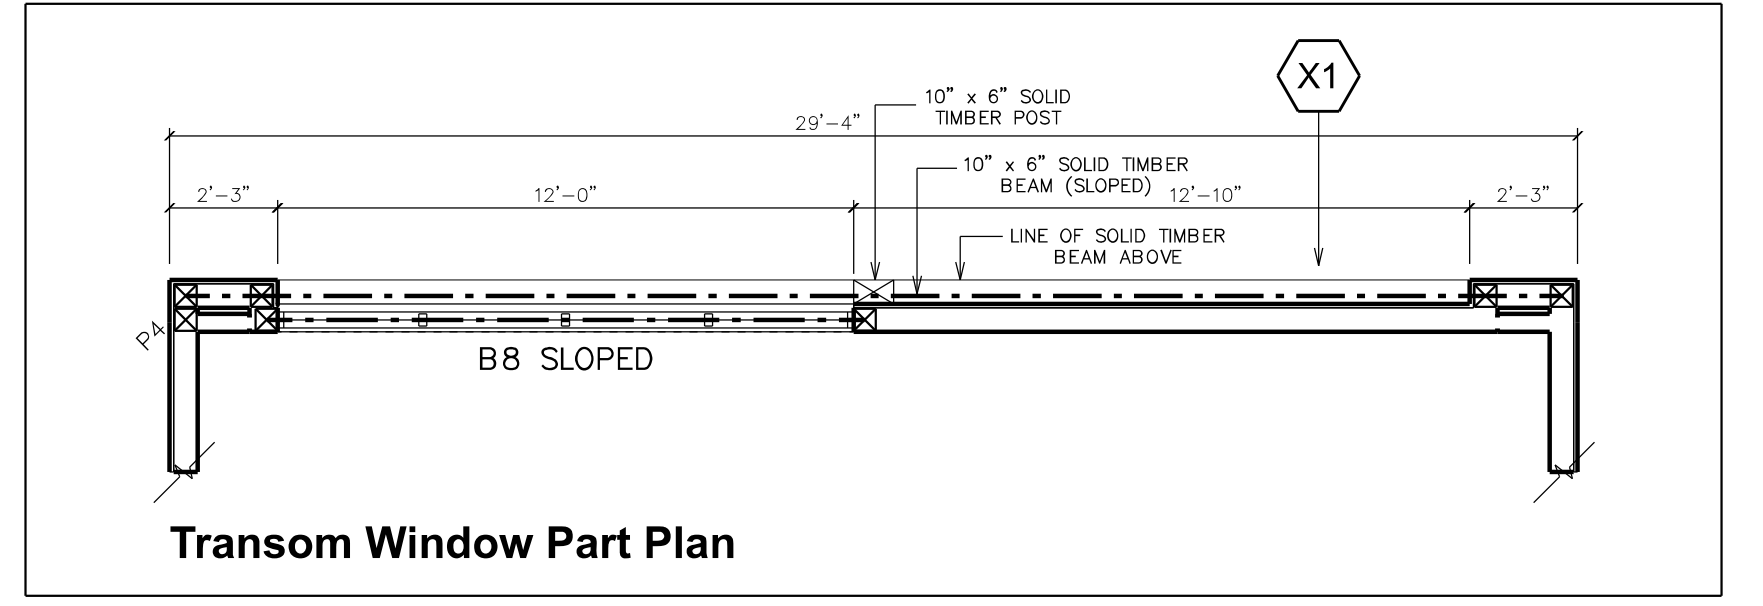 X1
10” x 6” SOLID
TIMBER POST
29’-4”
10” x 6” SOLID TIMBER
BEAM (SLOPED)
2’-3”
12’-0”
12’-10”
2’-3”
LINE OF SOLID TIMBER
BEAM ABOVE
P4
B8 SLOPED
Transom Window Part Plan